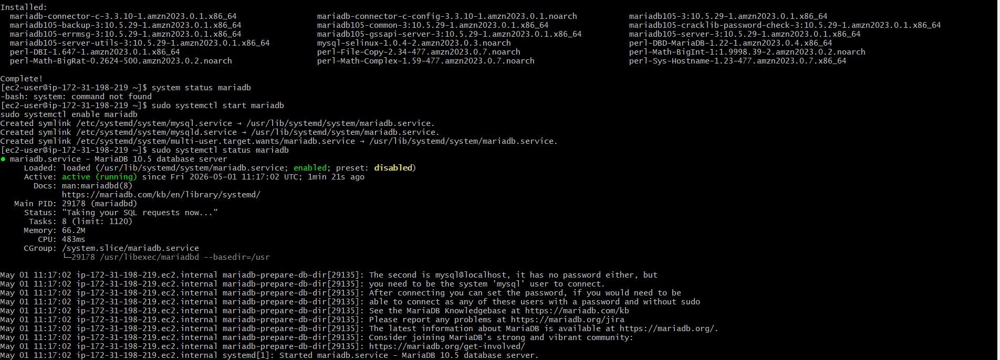 Installed:
  mariadb-connector-c-3.3.10-1.amzn2023.0.1.x86_64                 mariadb-connector-c-config-3.3.10-1.amzn2023.0.1.noarch           mariadb105-3:10.5.29-1.amzn2023.0.1.x86_64
  mariadb105-backup-3:10.5.29-1.amzn2023.0.1.x86_64                mariadb105-common-3:10.5.29-1.amzn2023.0.1.x86_64                 mariadb105-cracklib-password-check-3:10.5.29-1.amzn2023.0.1.x86_64
  mariadb105-errmsg-3:10.5.29-1.amzn2023.0.1.x86_64                mariadb105-gssapi-server-3:10.5.29-1.amzn2023.0.1.x86_64          mariadb105-server-3:10.5.29-1.amzn2023.0.1.x86_64
  mariadb105-server-utils-3:10.5.29-1.amzn2023.0.1.x86_64          mysql-selinux-1.0.4-2.amzn2023.0.3.noarch                         perl-DBD-MariaDB-1.22-1.amzn2023.0.4.x86_64
  perl-DBI-1.647-1.amzn2023.0.1.x86_64                             perl-File-Copy-2.34-477.amzn2023.0.7.noarch                       perl-Math-BigInt-1:1.9998.39-2.amzn2023.0.2.noarch
  perl-Math-BigRat-0.2624-500.amzn2023.0.2.noarch                  perl-Math-Complex-1.59-477.amzn2023.0.7.noarch                    perl-Sys-Hostname-1.23-477.amzn2023.0.7.x86_64
Complete!
[ec2-user@ip-172-31-198-219 ~]$ system status mariadb
-bash: system: command not found
[ec2-user@ip-172-31-198-219 ~]$ sudo systemctl start mariadb
sudo systemctl enable mariadb
Created symlink /etc/systemd/system/mysql.service → /usr/lib/systemd/system/mariadb.service.
Created symlink /etc/systemd/system/mysqld.service → /usr/lib/systemd/system/mariadb.service.
Created symlink /etc/systemd/system/multi-user.target.wants/mariadb.service → /usr/lib/systemd/system/mariadb.service.
[ec2-user@ip-172-31-198-219 ~]$ sudo systemctl status mariadb
● mariadb.service - MariaDB 10.5 database server
     Loaded: loaded (/usr/lib/systemd/system/mariadb.service; enabled; preset: disabled)
     Active: active (running) since Fri 2026-05-01 11:17:02 UTC; 1min 21s ago
       Docs: man:mariadbd(8)
             https://mariadb.com/kb/en/library/systemd/
   Main PID: 29178 (mariadbd)
     Status: "Taking your SQL requests now..."
      Tasks: 8 (limit: 1120)
     Memory: 66.2M
        CPU: 483ms
     CGroup: /system.slice/mariadb.service
             └─29178 /usr/libexec/mariadbd --basedir=/usr
May 01 11:17:02 ip-172-31-198-219.ec2.internal mariadb-prepare-db-dir[29135]: The second is mysql@localhost, it has no password either, but
May 01 11:17:02 ip-172-31-198-219.ec2.internal mariadb-prepare-db-dir[29135]: you need to be the system 'mysql' user to connect.
May 01 11:17:02 ip-172-31-198-219.ec2.internal mariadb-prepare-db-dir[29135]: After connecting you can set the password, if you would need to be
May 01 11:17:02 ip-172-31-198-219.ec2.internal mariadb-prepare-db-dir[29135]: able to connect as any of these users with a password and without sudo
May 01 11:17:02 ip-172-31-198-219.ec2.internal mariadb-prepare-db-dir[29135]: See the MariaDB Knowledgebase at https://mariadb.com/kb
May 01 11:17:02 ip-172-31-198-219.ec2.internal mariadb-prepare-db-dir[29135]: Please report any problems at https://mariadb.org/jira
May 01 11:17:02 ip-172-31-198-219.ec2.internal mariadb-prepare-db-dir[29135]: The latest information about MariaDB is available at https://mariadb.org/.
May 01 11:17:02 ip-172-31-198-219.ec2.internal mariadb-prepare-db-dir[29135]: Consider joining MariaDB's strong and vibrant community:
May 01 11:17:02 ip-172-31-198-219.ec2.internal mariadb-prepare-db-dir[29135]: https://mariadb.org/get-involved/
May 01 11:17:02 ip-172-31-198-219.ec2.internal systemd[1]: Started mariadb.service - MariaDB 10.5 database server.